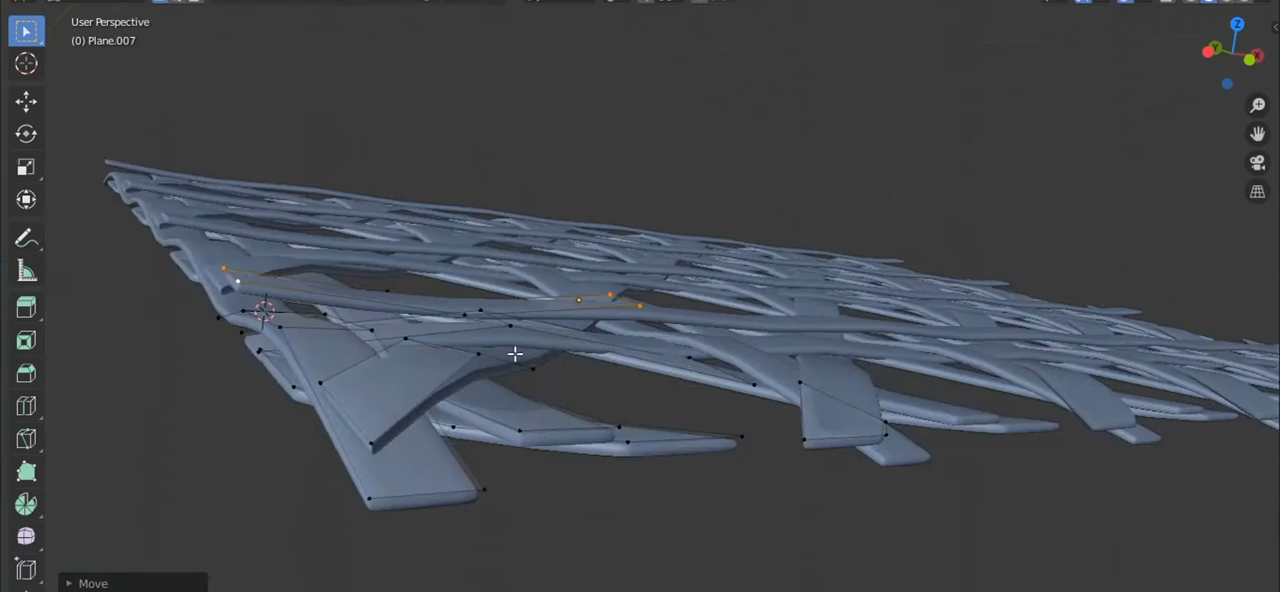 User Perspective
(0) Plane.007
Z
Y
X
Move